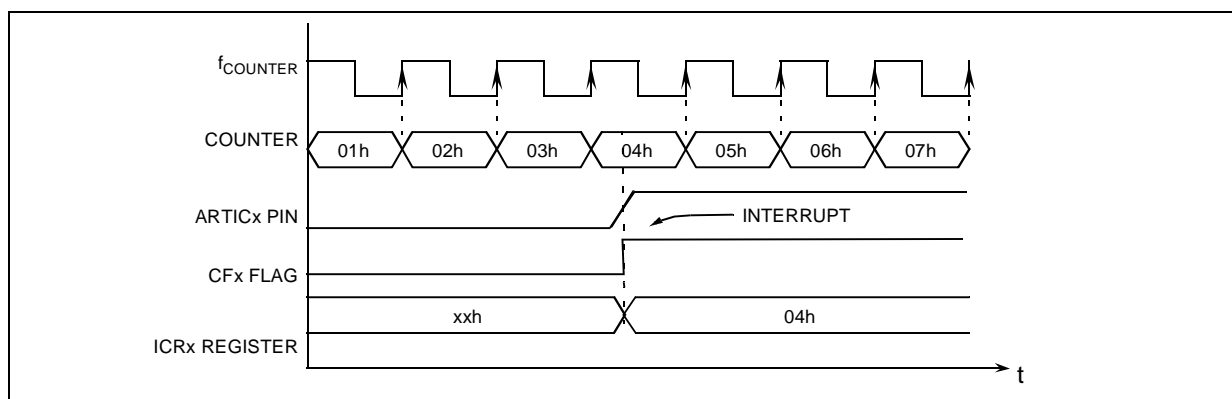 fCOUNTER
COUNTER
01h 02h 03h 04h 05h 06h 07h
ARTICx PIN
INTERRUPT
CFx FLAG
xxh 04h
ICRx REGISTER
t